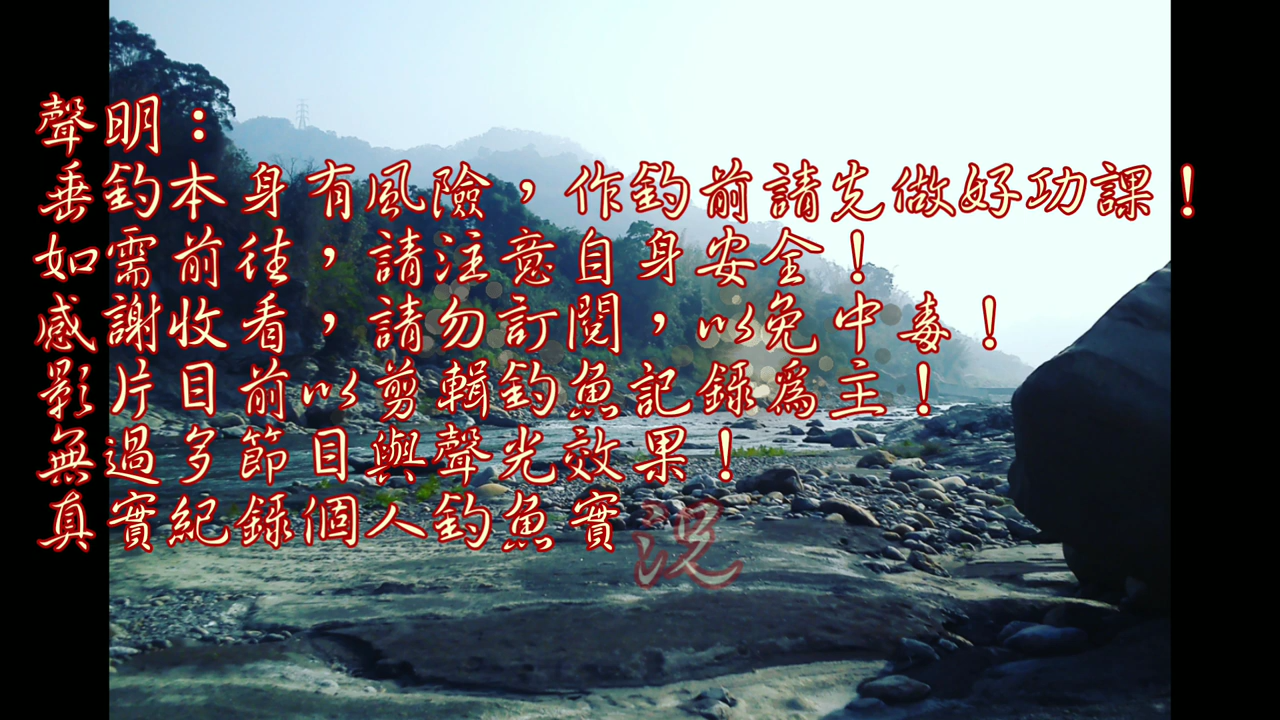 聲明：
垂釣本身有風險，作釣前請先做好功課！
如需前往，請注意自身安全！
感謝收看，請勿訂閱，以免中毒！
影片目前以剪輯釣魚記錄為主！
無過多節目與聲光效果！
真實紀錄個人釣魚實況